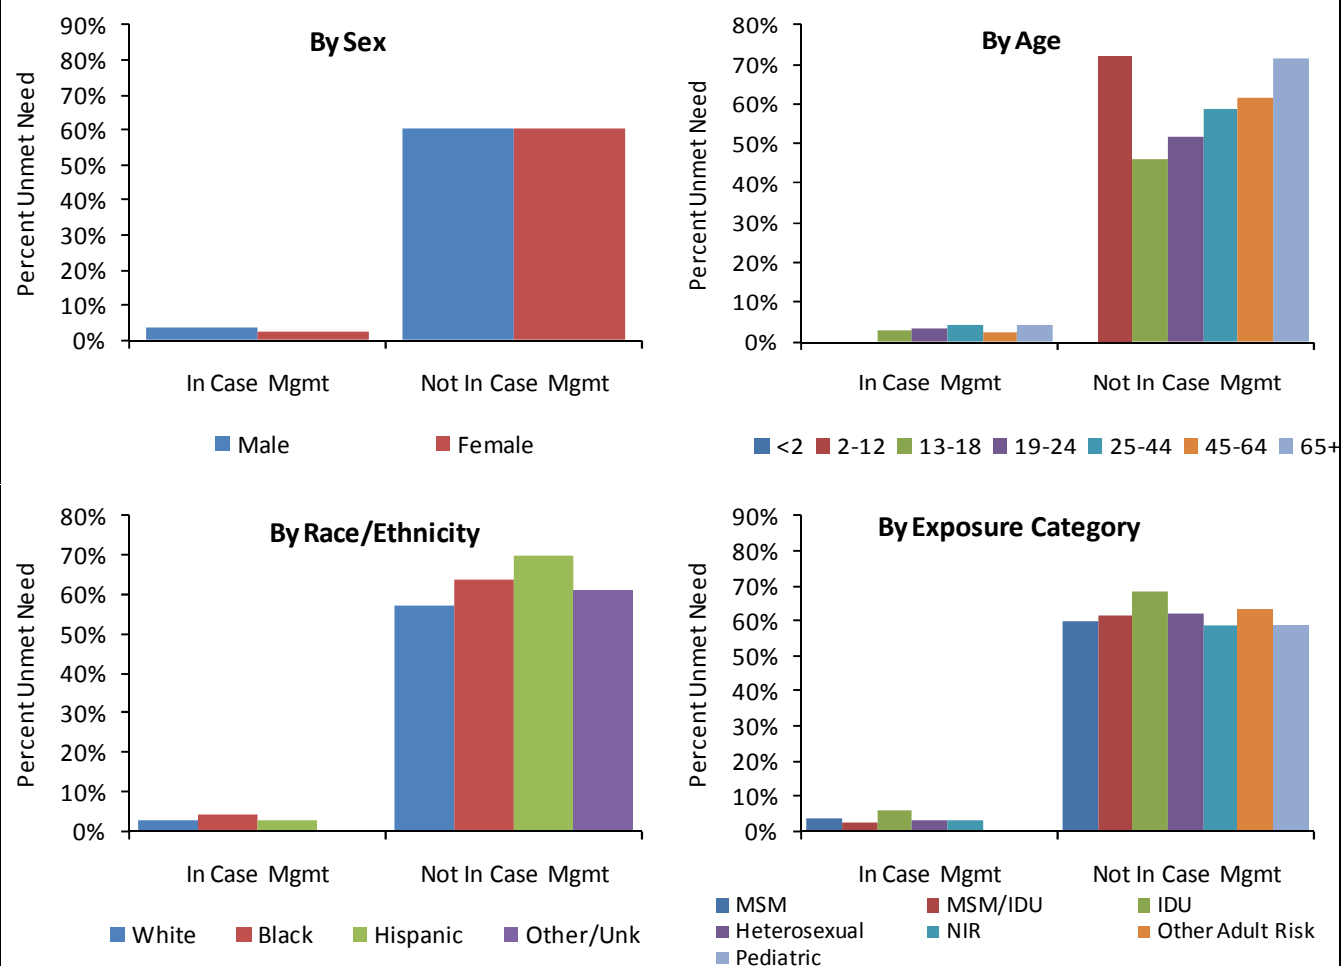 By Sex
Percent Unmet Need
90%
80%
70%
60%
50%
40%
30%
20%
10%
0%
In Case Mgmt Not In Case Mgmt
Male Female
By Age
Percent Unmet Need
80%
70%
60%
50%
40%
30%
20%
10%
0%
In Case Mgmt Not In Case Mgmt
<2 2-12 13-18 19-24 25-44 45-64 65+
By Race/Ethnicity
Percent Unmet Need
80%
70%
60%
50%
40%
30%
20%
10%
0%
In Case Mgmt Not In Case Mgmt
White Black Hispanic Other/Unk
By Exposure Category
Percent Unmet Need
90%
80%
70%
60%
50%
40%
30%
20%
10%
0%
In Case Mgmt Not In Case Mgmt
MSM MSM/IDU IDU
Heterosexual NIR Other Adult Risk
Pediatric